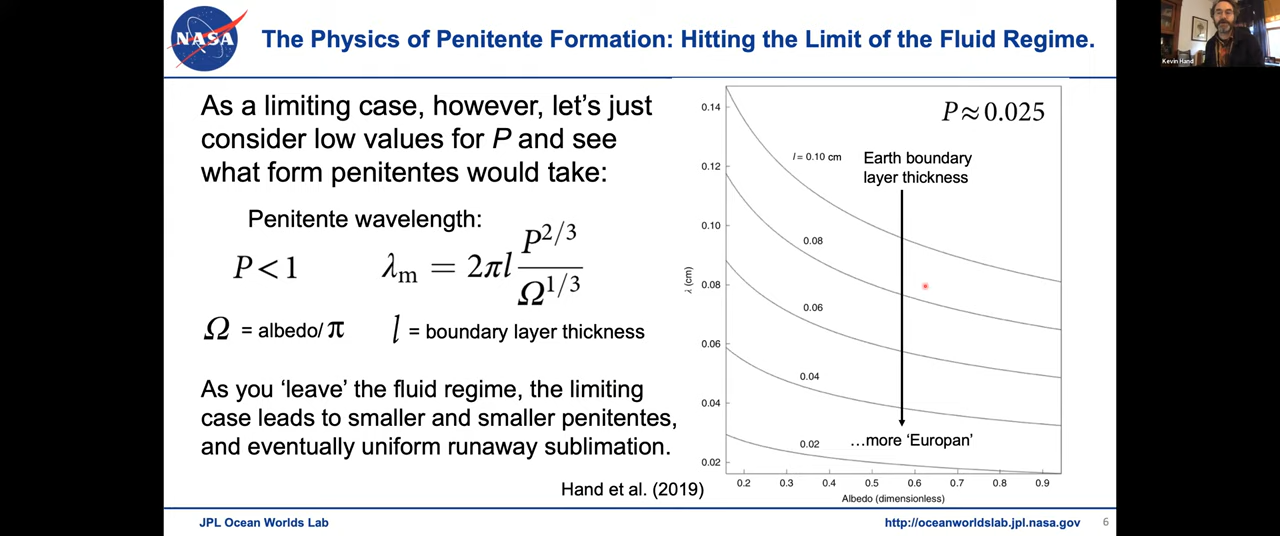 NASA
The Physics of Penitente Formation: Hitting the Limit of the Fluid Regime.
Kevin Hand
As a limiting case, however, let's just
consider low values for P and see
what form penitentes would take:
Penitente wavelength:
P < 1
λm = 2πl P^2/3 / Ω^1/3
Ω = albedo/π
l = boundary layer thickness
As you 'leave' the fluid regime, the limiting
case leads to smaller and smaller penitentes,
and eventually uniform runaway sublimation.
Hand et al. (2019)
P≈0.025
Earth boundary
layer thickness
l = 0.10 cm
0.08
0.06
0.04
0.02
…more 'Europan'
λ (cm)
0.14
0.12
0.10
0.08
0.06
0.04
0.02
0.2 0.3 0.4 0.5 0.6 0.7 0.8 0.9
Albedo (dimensionless)
JPL Ocean Worlds Lab
http://oceanworldslab.jpl.nasa.gov
6